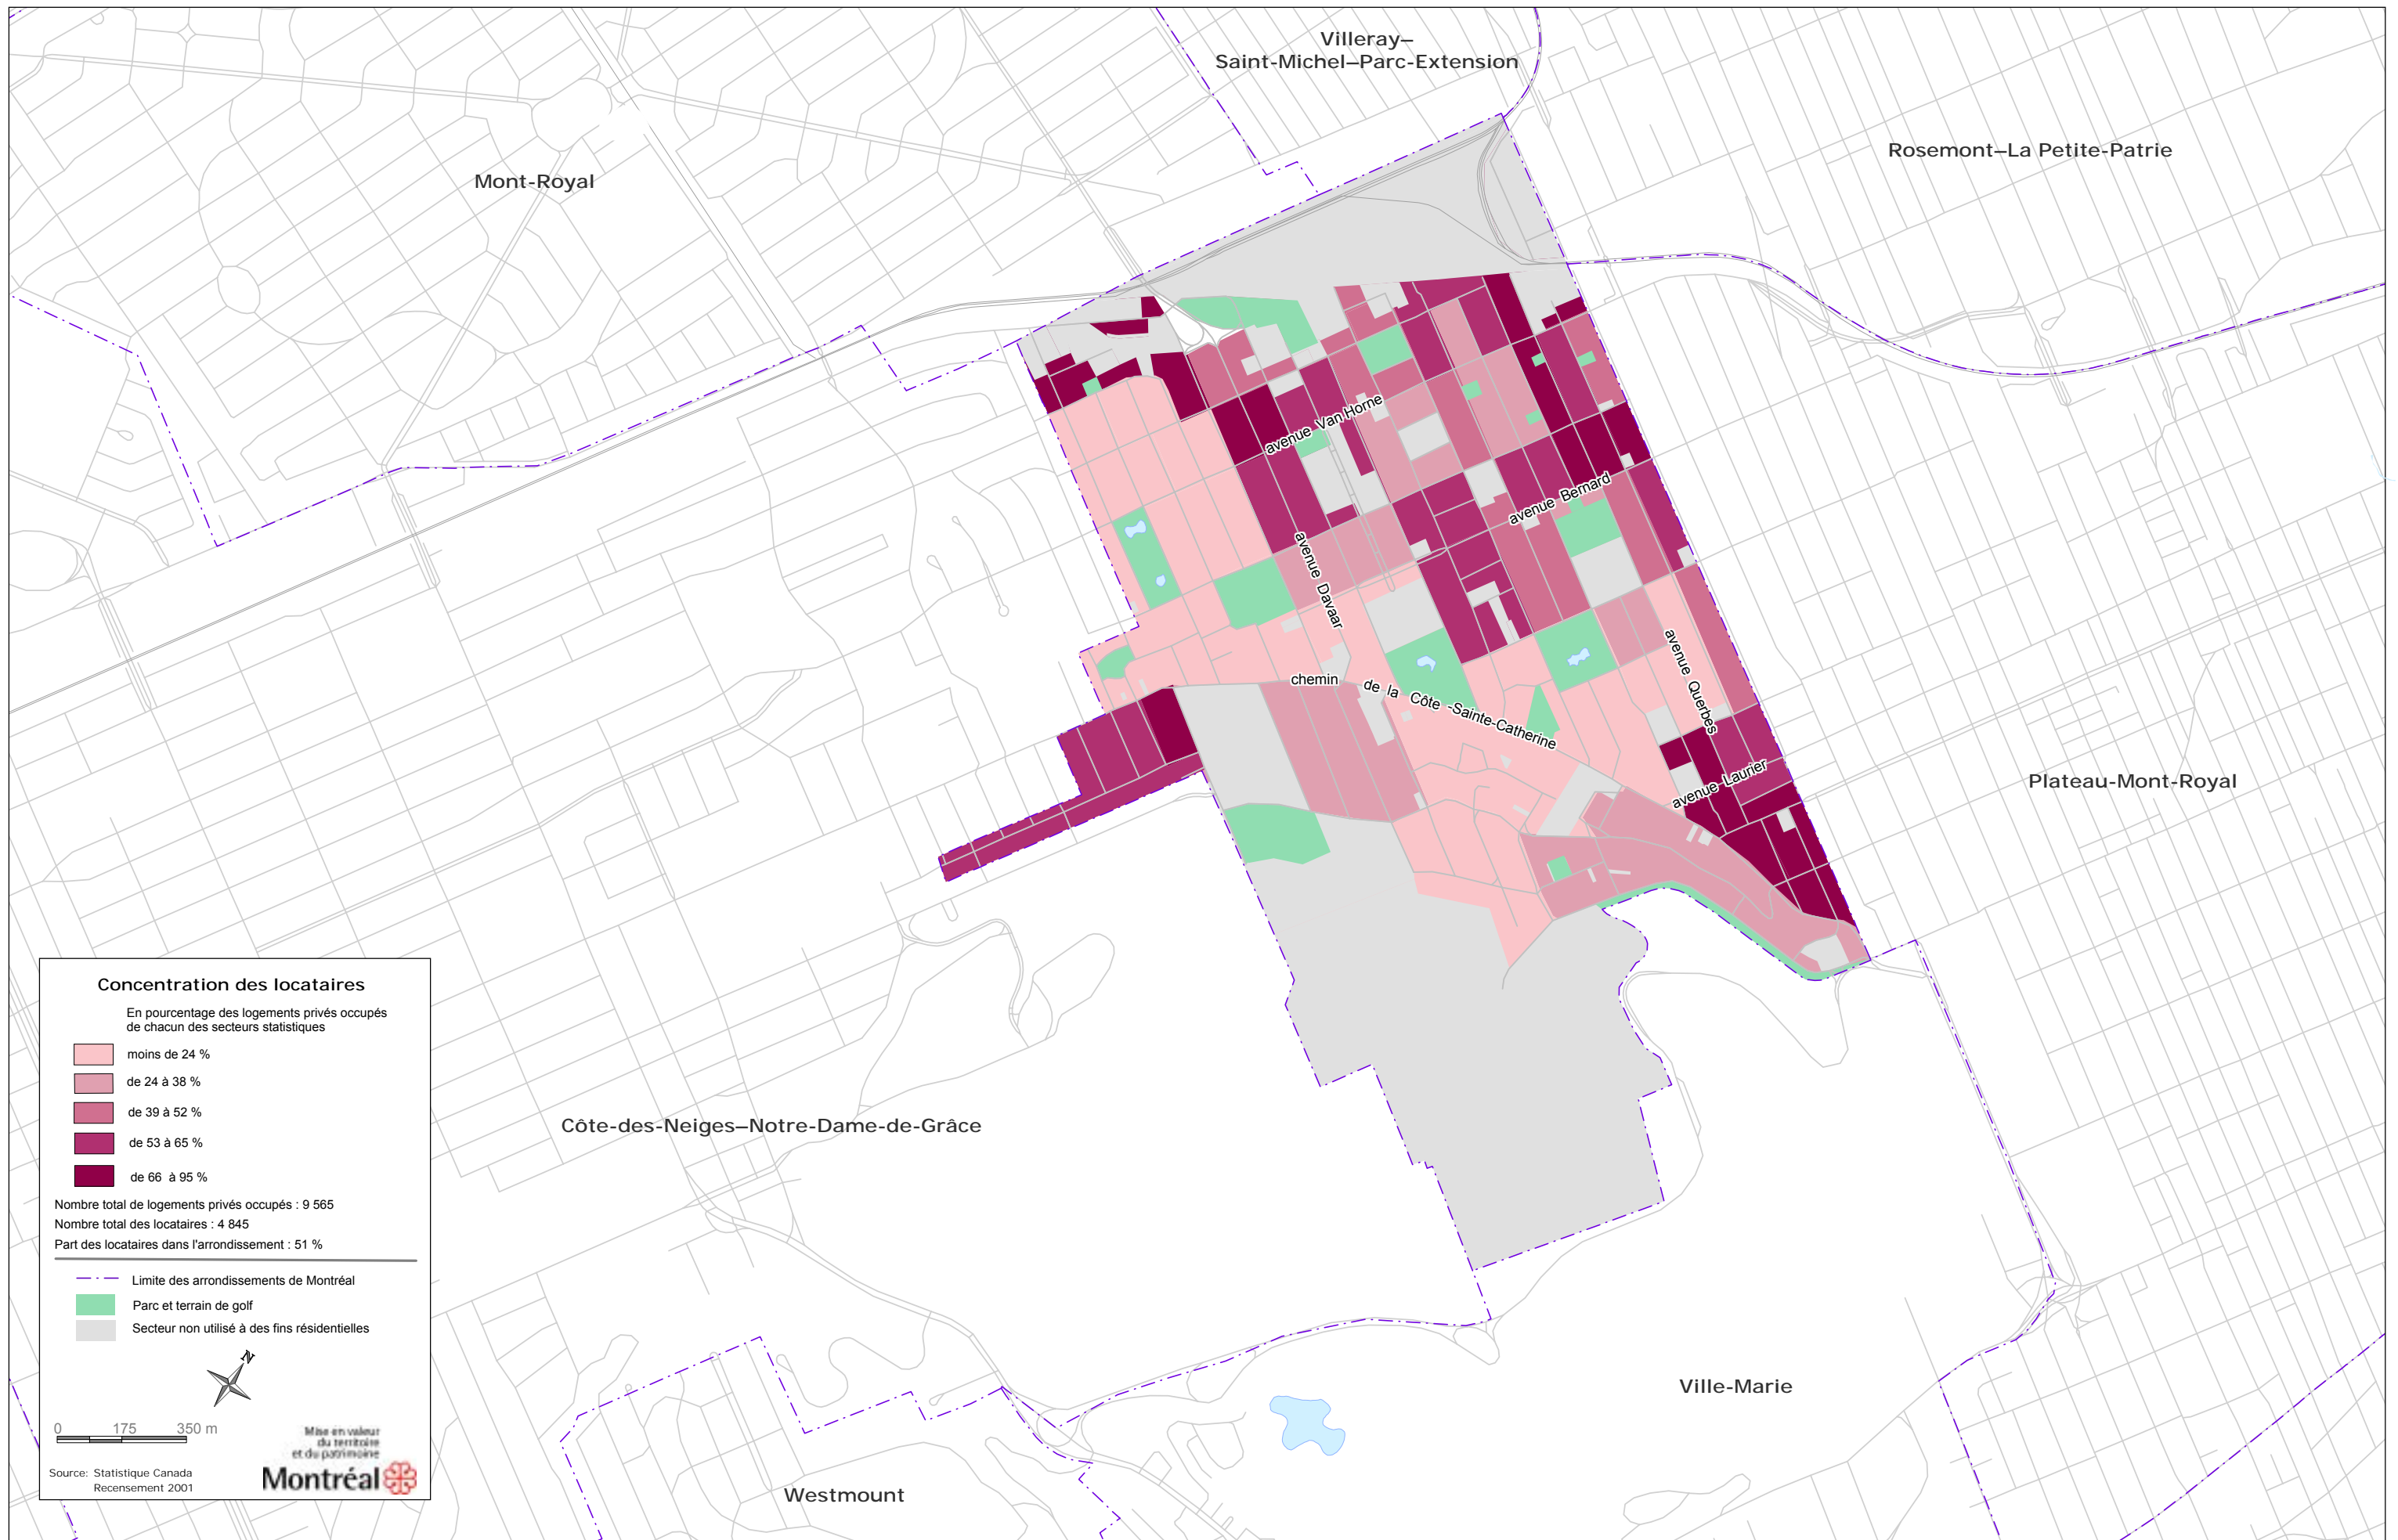 Villeray–
Saint-Michel–Parc-Extension
Rosemont–La Petite-Patrie
Mont-Royal
avenue Van Horne
avenue Bernard
avenue Davaar
avenue Querbes
chemin de la Côte -Sainte-Catherine
avenue Laurier
Plateau-Mont-Royal
Côte-des-Neiges–Notre-Dame-de-Grâce
Ville-Marie
Westmount
Concentration des locataires
En pourcentage des logements privés occupés
de chacun des secteurs statistiques
moins de 24 %
de 24 à 38 %
de 39 à 52 %
de 53 à 65 %
de 66 à 95 %
Nombre total de logements privés occupés : 9 565
Nombre total des locataires : 4 845
Part des locataires dans l'arrondissement : 51 %
Limite des arrondissements de Montréal
Parc et terrain de golf
Secteur non utilisé à des fins résidentielles
N
0 175 350 m
Mise en valeur
du territoire
et du patrimoine
Montréal
Source: Statistique Canada
Recensement 2001